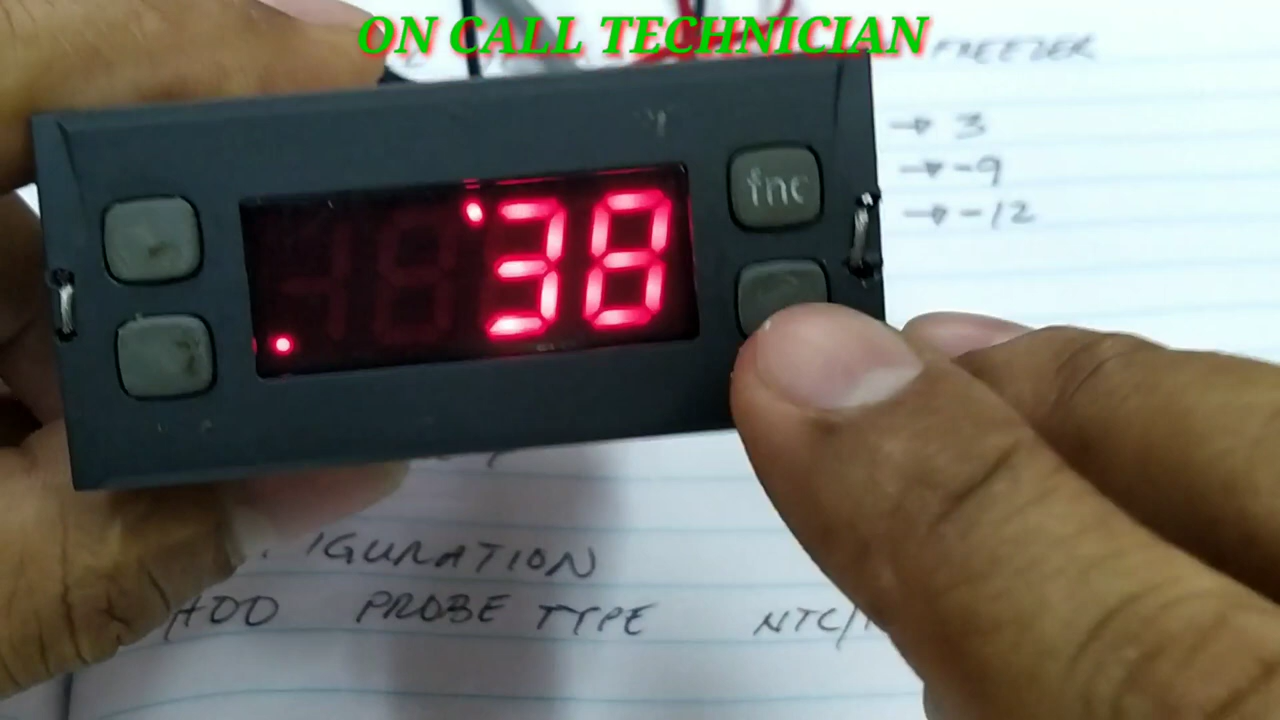 ON CALL TECHNICIAN
FREEZER
→ 3
→ -9
→ -12
fnc
38
IGURATION
H00 PROBE TYPE NTC/